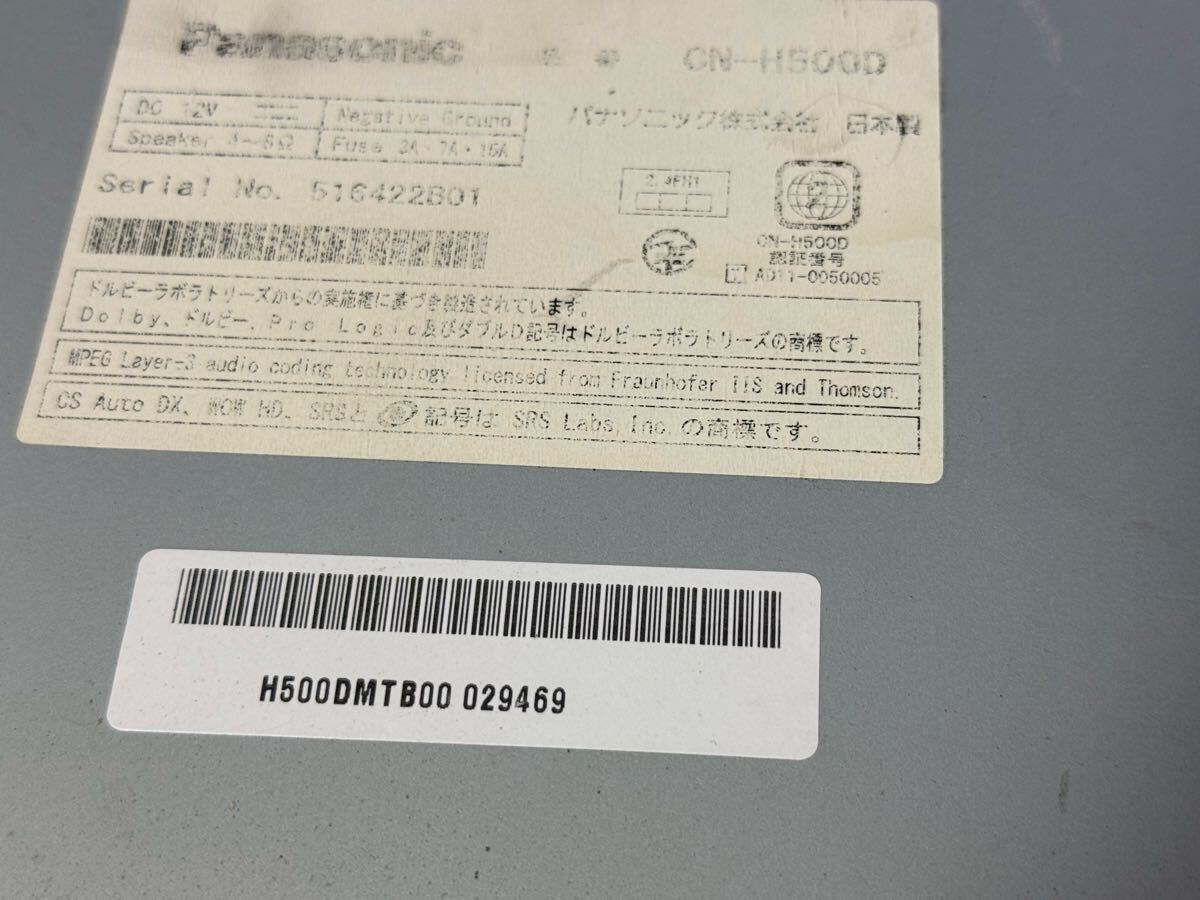 Panasonic 品番 CN-H500D
DC 12V Negative Ground
パナソニック株式会社 日本製
Speaker 4~8Ω Fuse 3A・7A・15A
Serial No. 516422B01
CN-H500D
認証番号
A011-0050005
ドルビーラボラトリーズからの実施権に基づき製造されています。
Dolby、ドルビー、Pro Logic及びダブルD記号はドルビーラボラトリーズの商標です。
MPEG Layer-3 audio coding technology licensed from Fraunhofer IIS and Thomson.
CS Auto DX、WOW HD、SRSと 記号は SRS Labs,Inc.の商標です。
H500DMTB00 029469